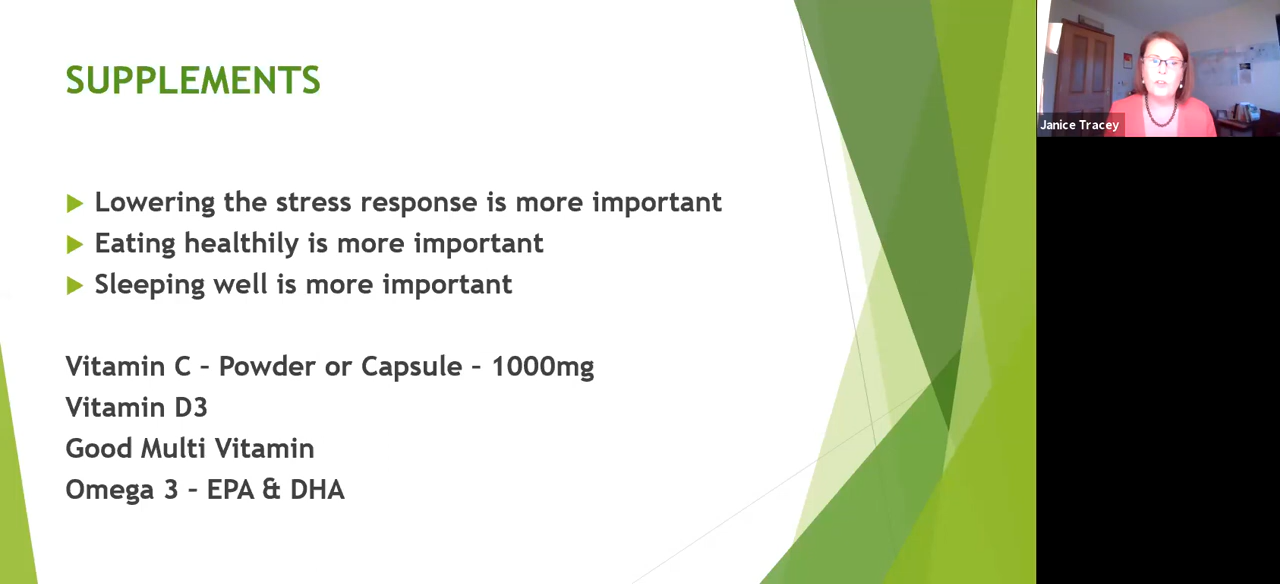 SUPPLEMENTS
Lowering the stress response is more important
Eating healthily is more important
Sleeping well is more important
Vitamin C – Powder or Capsule – 1000mg
Vitamin D3
Good Multi Vitamin
Omega 3 – EPA & DHA
Janice Tracey